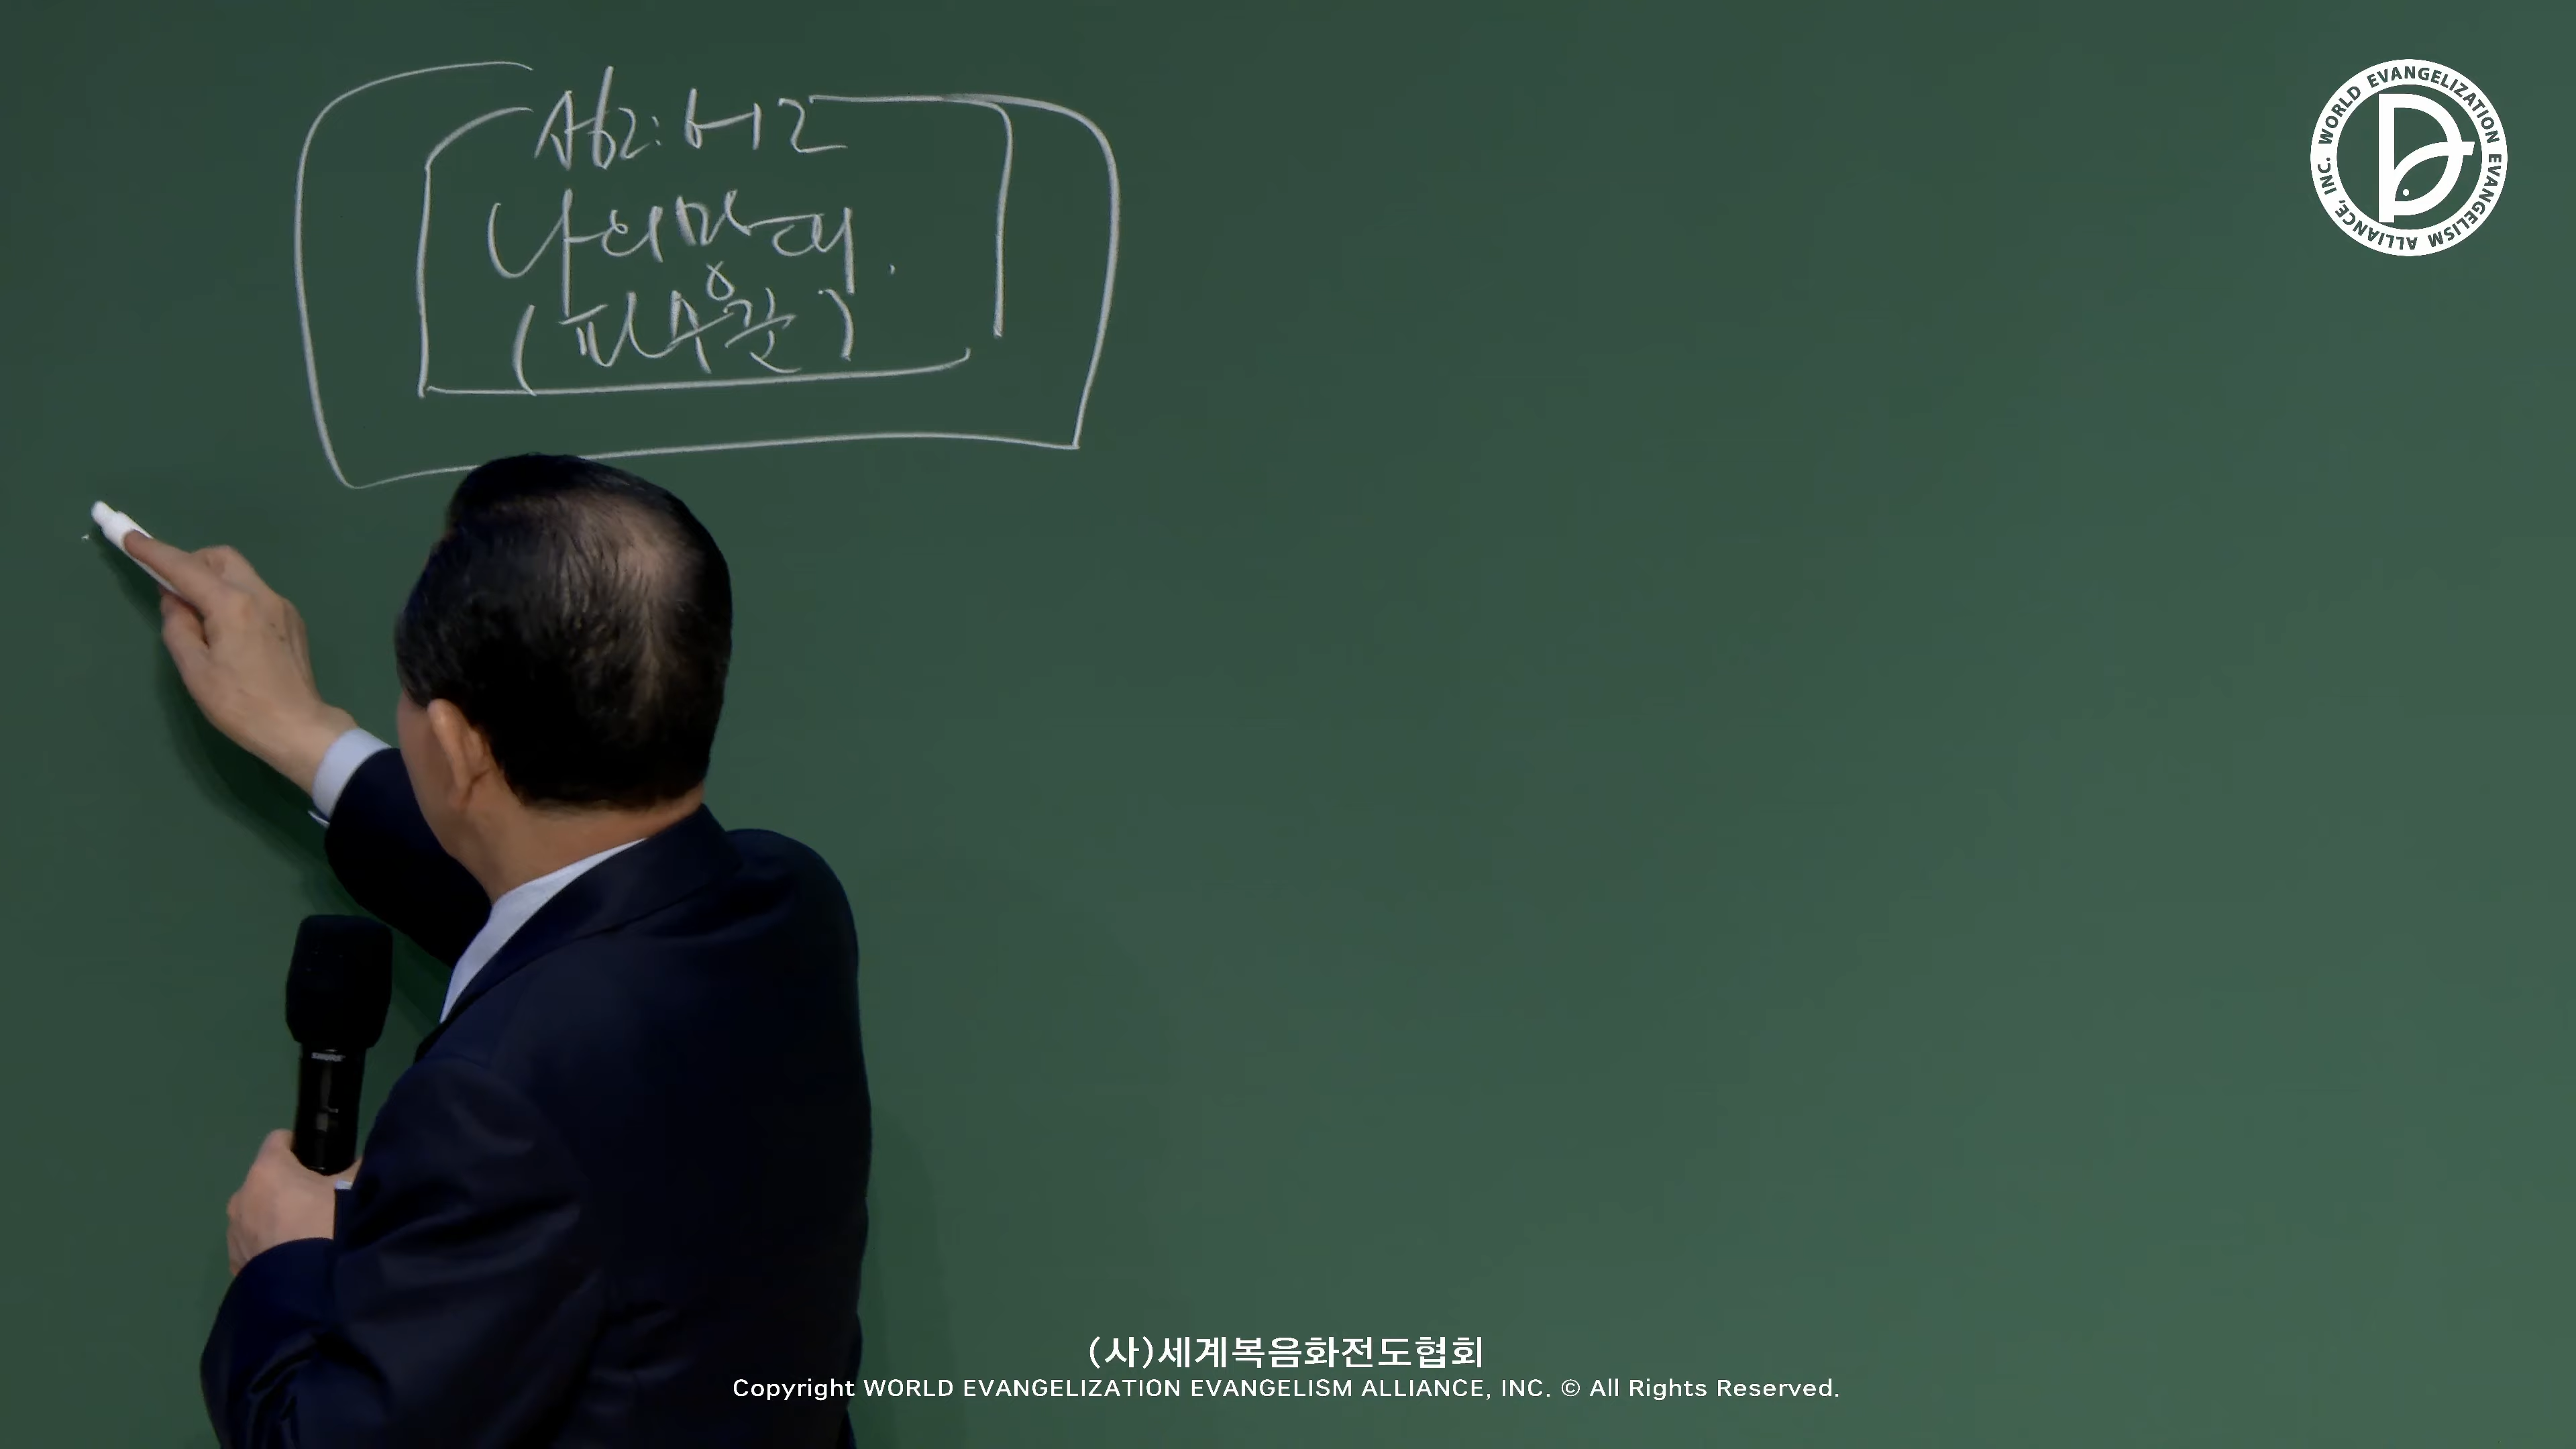 사62:6-12
나의 망대.
(파수꾼)
WORLD EVANGELIZATION EVANGELISM ALLIANCE, INC.
(사)세계복음화전도협회
Copyright WORLD EVANGELIZATION EVANGELISM ALLIANCE, INC. © All Rights Reserved.